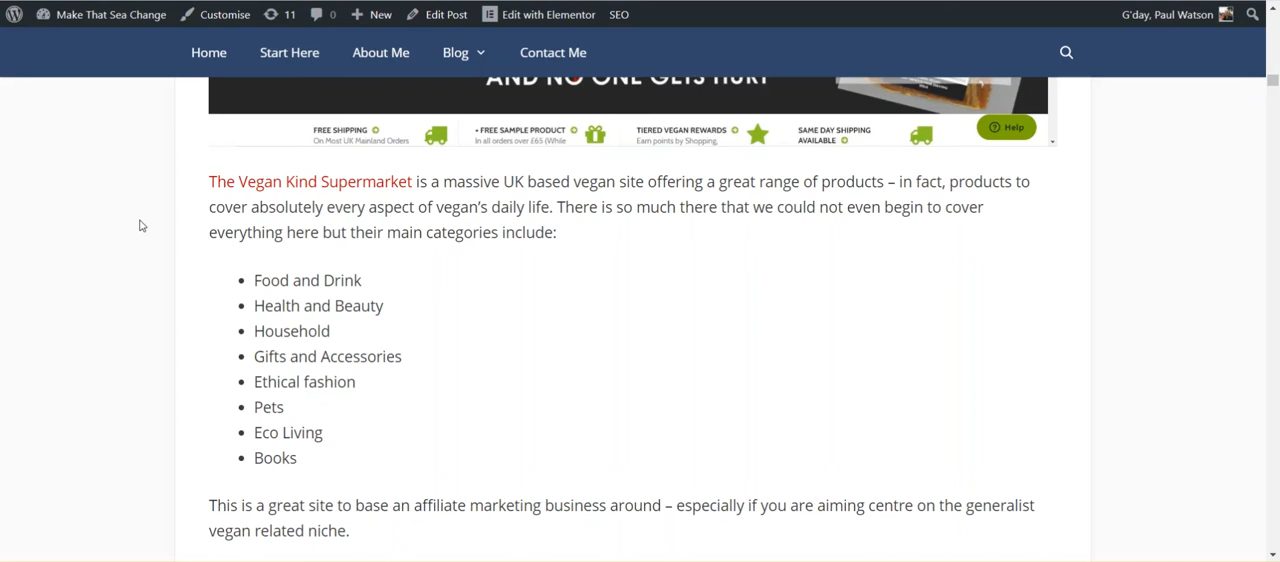 Make That Sea Change Customise 11 0 New Edit Post Edit with Elementor SEO G'day, Paul Watson
Home Start Here About Me Blog Contact Me
AND NO ONE GETS HURT
FREE SHIPPING • FREE SAMPLE PRODUCT TIERED VEGAN REWARDS SAME DAY SHIPPING
On Most UK Mainland Orders In all orders over £65 (While Earn points by Shopping, AVAILABLE
Help
The Vegan Kind Supermarket is a massive UK based vegan site offering a great range of products – in fact, products to
cover absolutely every aspect of vegan's daily life. There is so much there that we could not even begin to cover
everything here but their main categories include:
• Food and Drink
• Health and Beauty
• Household
• Gifts and Accessories
• Ethical fashion
• Pets
• Eco Living
• Books
This is a great site to base an affiliate marketing business around – especially if you are aiming centre on the generalist
vegan related niche.